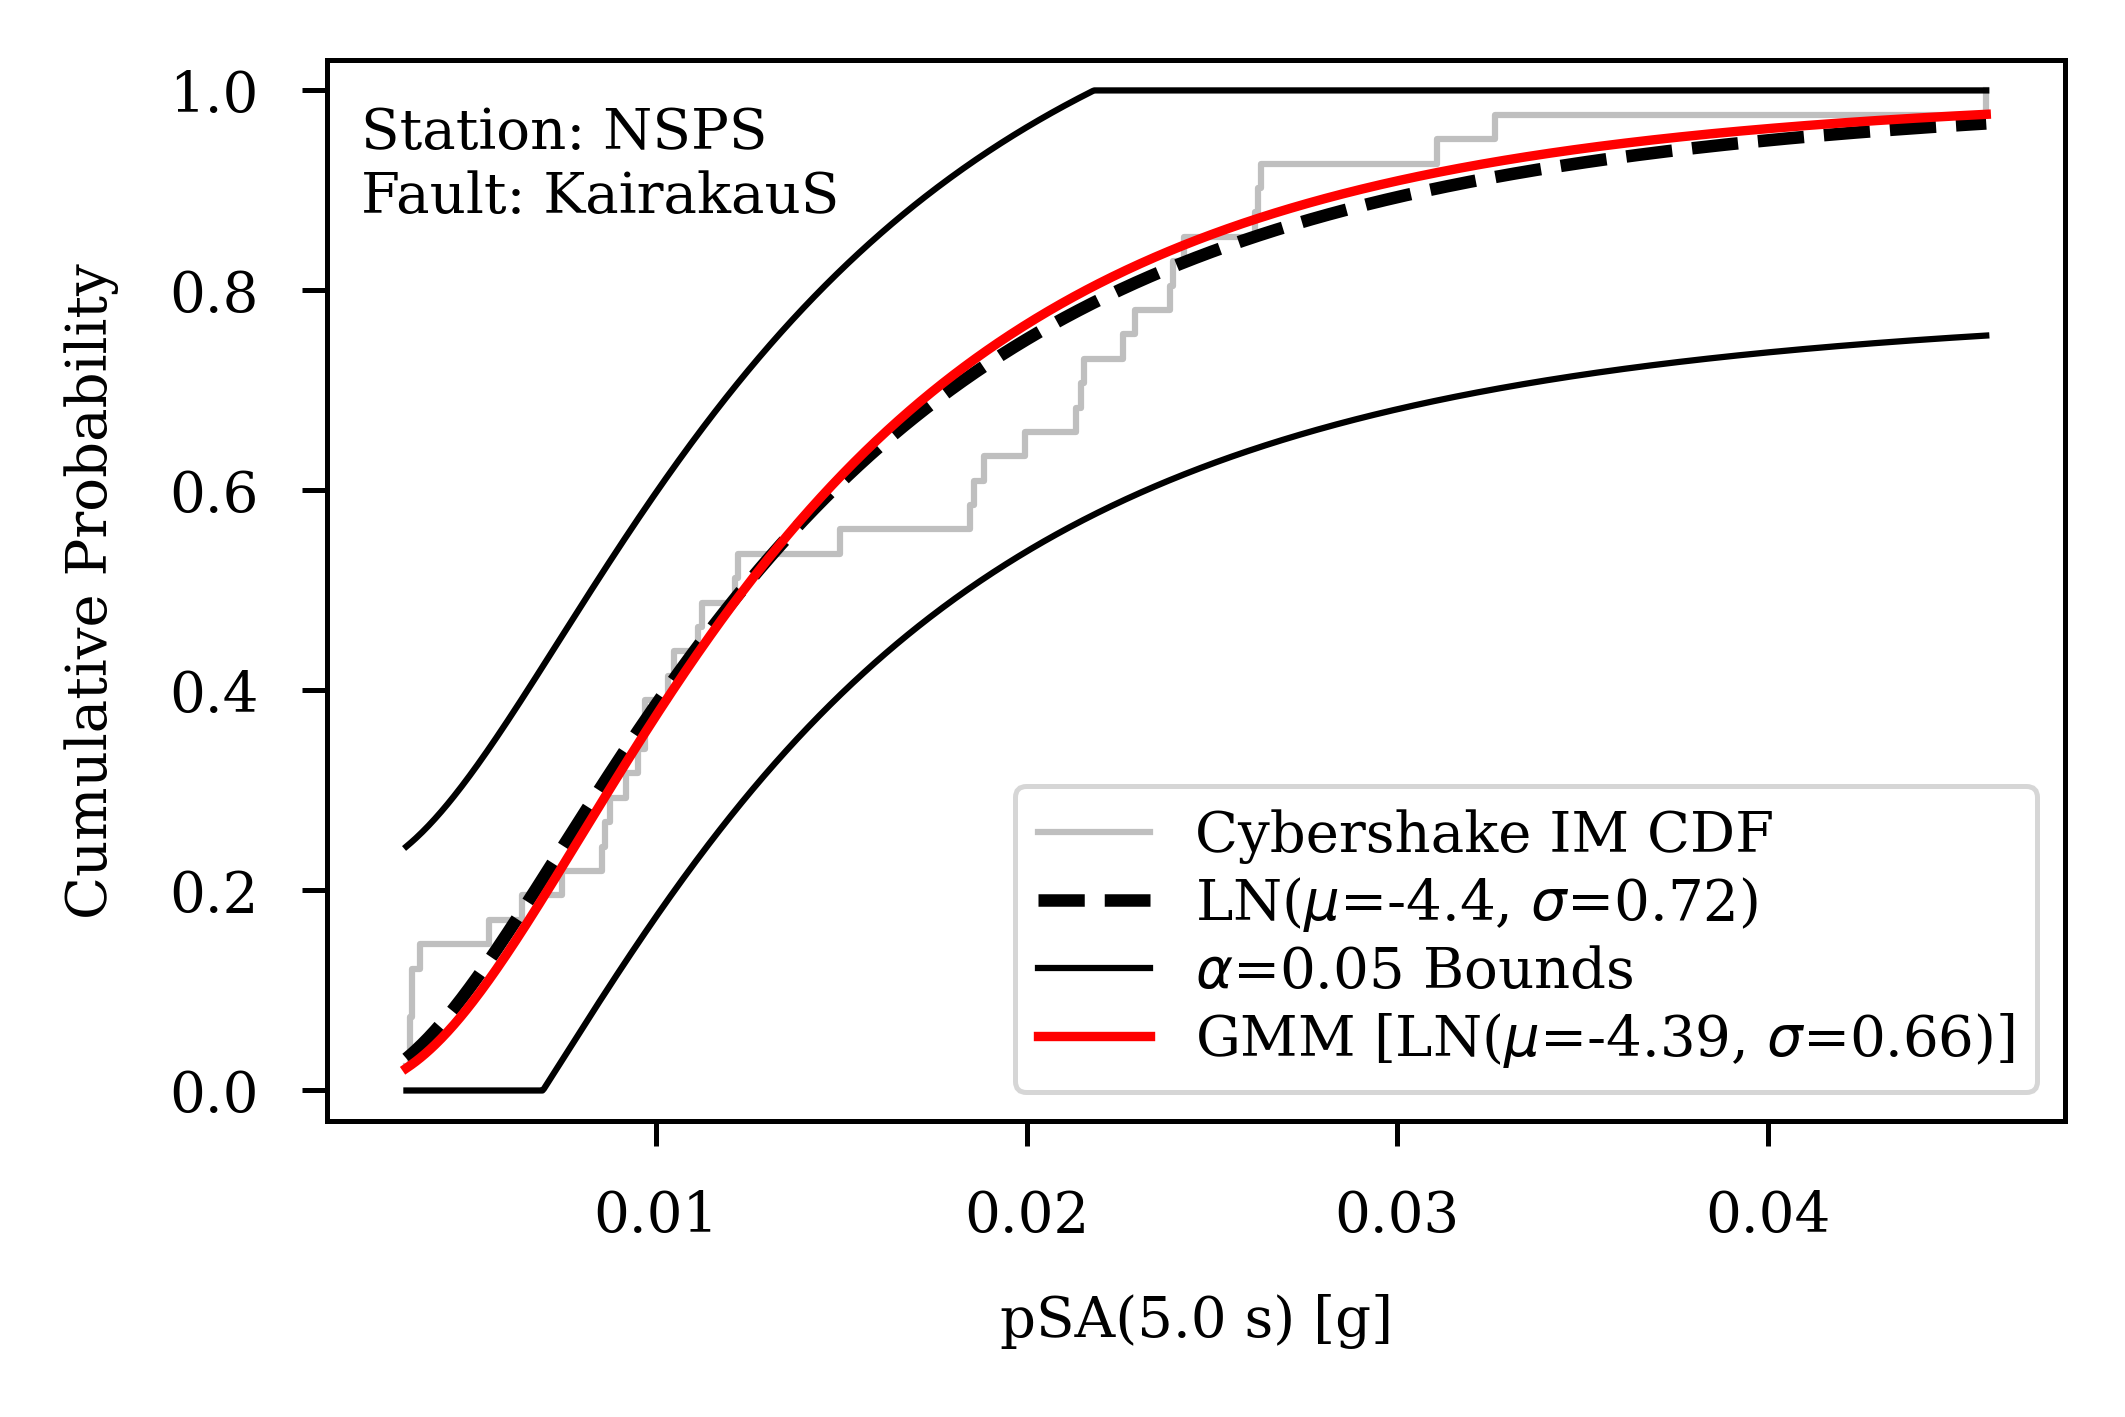 Station: NSPS
Fault: KairakauS
Cumulative Probability
1.0
0.8
0.6
0.4
0.2
0.0
Cybershake IM CDF
LN(μ=-4.4, σ=0.72)
α=0.05 Bounds
GMM [LN(μ=-4.39, σ=0.66)]
0.01 0.02 0.03 0.04
pSA(5.0 s) [g]